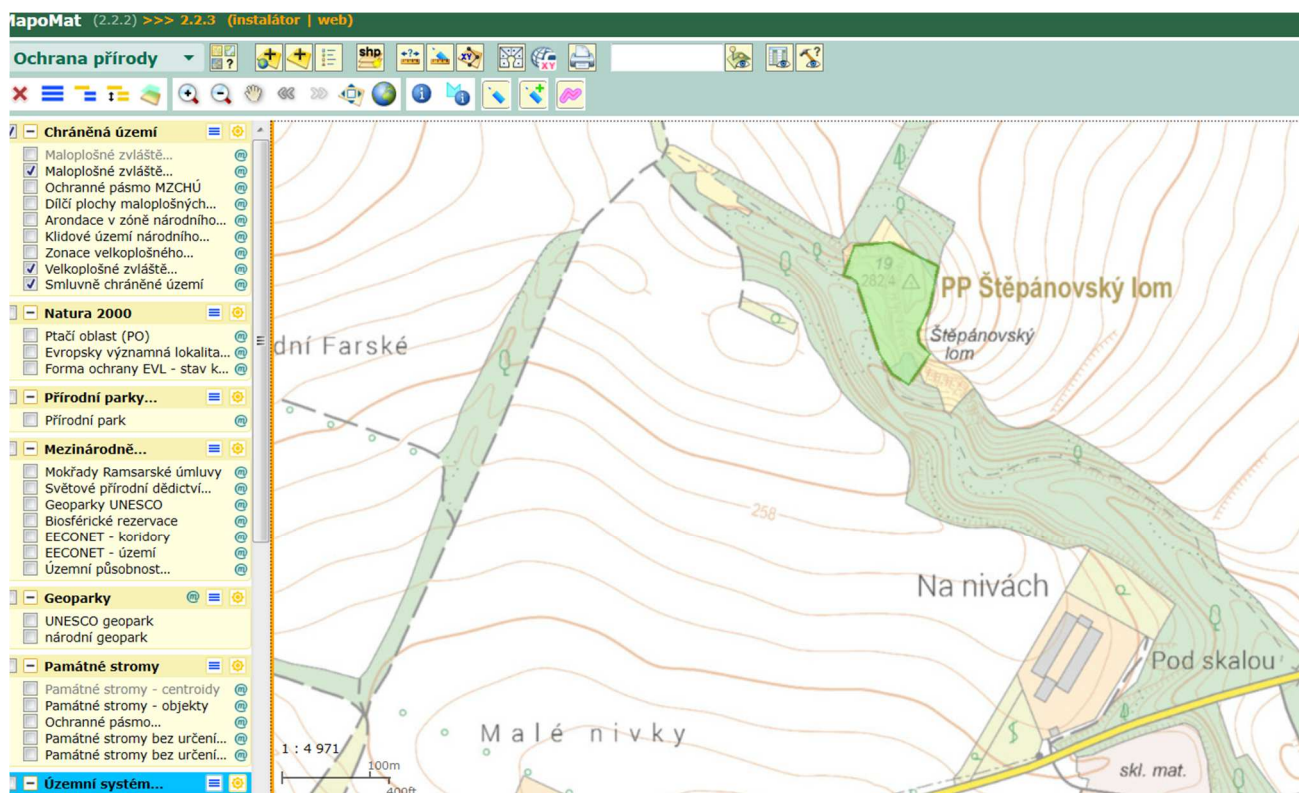 MapoMat (2.2.2) >>> 2.2.3 (instalátor | web)
Ochrana přírody
shp
XY
XY
Chráněná území
Maloplošné zvláště...
Maloplošné zvláště...
Ochranné pásmo MZCHÚ
Dílčí plochy maloplošných...
Arondace v zóně národního...
Klidové území národního...
Zonace velkoplošného...
Velkoplošné zvláště...
Smluvně chráněné území
Natura 2000
Ptačí oblast (PO)
Evropsky významná lokalita...
Forma ochrany EVL - stav k...
Přírodní parky...
Přírodní park
Mezinárodně...
Mokřady Ramsarské úmluvy
Světové přírodní dědictví...
Geoparky UNESCO
Biosférické rezervace
EECONET - koridory
EECONET - území
Územní působnost...
Geoparky
UNESCO geopark
národní geopark
Památné stromy
Památné stromy - centroidy
Památné stromy - objekty
Ochranné pásmo...
Památné stromy bez určení...
Památné stromy bez určení...
Územní systém...
19
282,4
PP Štěpánovský lom
Štěpánovský
lom
dní Farské
258
Na nivách
Pod skalou
Malé nivky
skl. mat.
1 : 4 971
100m
400ft